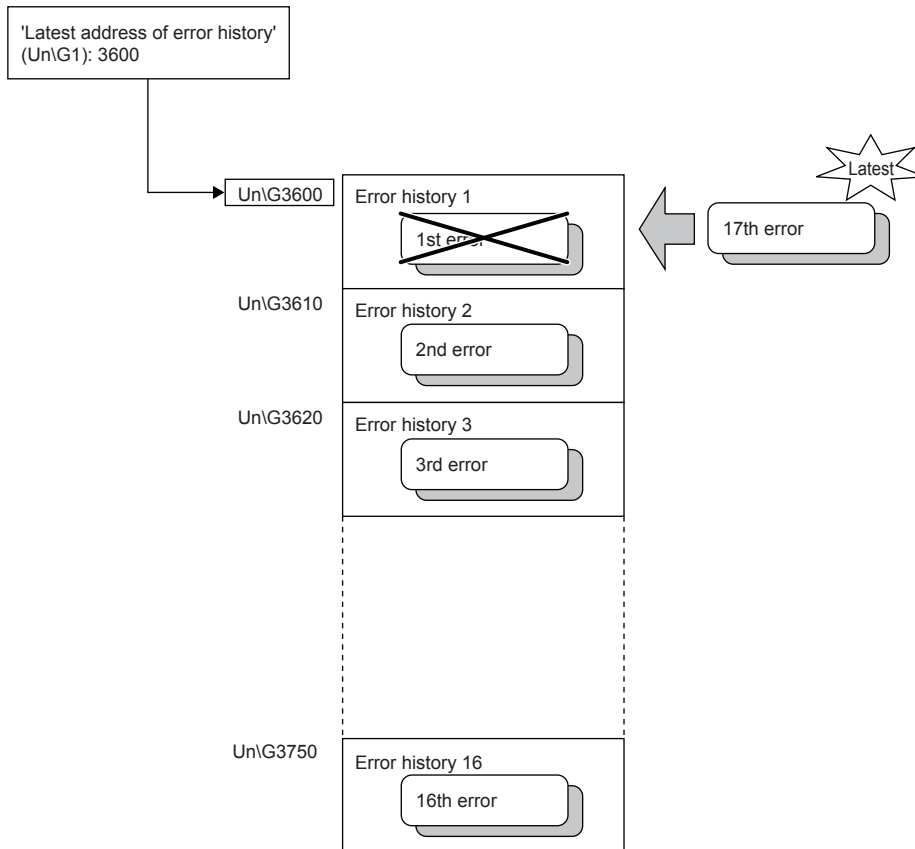 'Latest address of error history'
(Un\G1): 3600
Latest
Un\G3600
Error history 1
1st error
17th error
Un\G3610
Error history 2
2nd error
Un\G3620
Error history 3
3rd error
Un\G3750
Error history 16
16th error